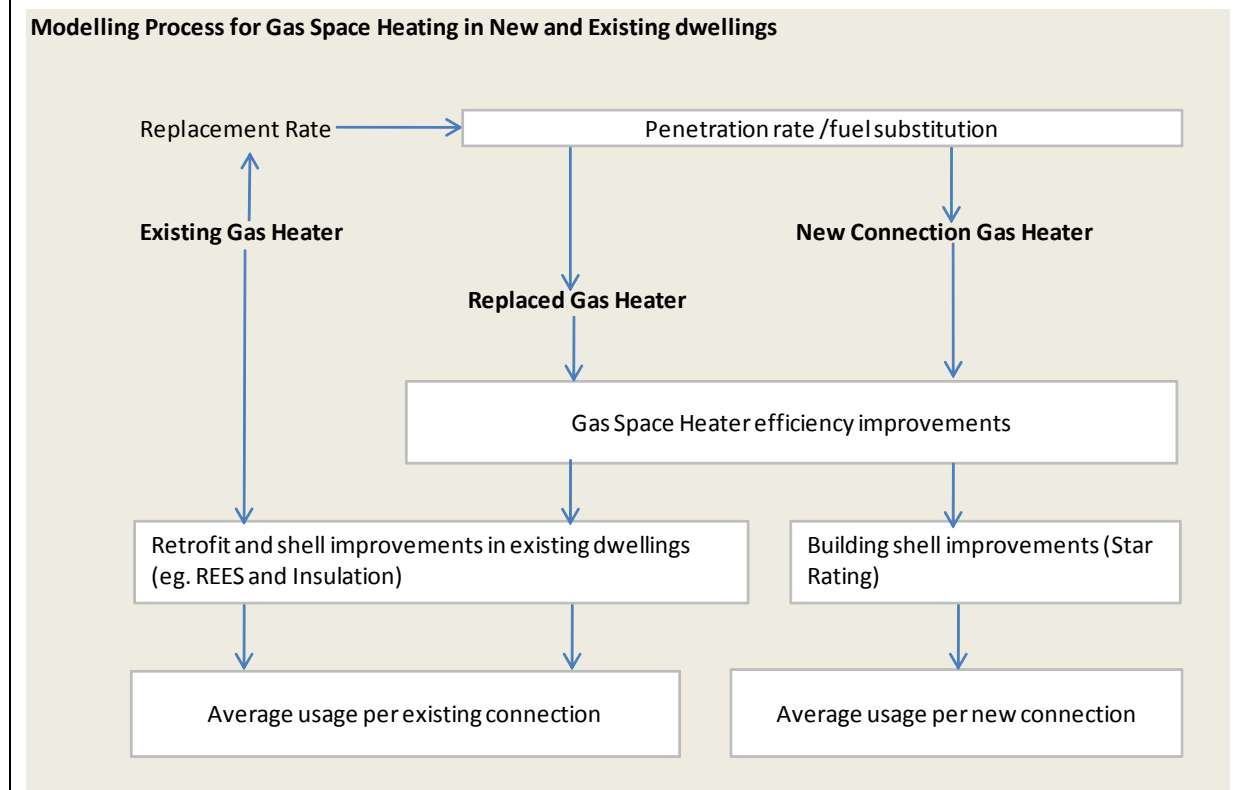 Modelling Process for Gas Space Heating in New and Existing dwellings
Replacement Rate
Penetration rate /fuel substitution
Existing Gas Heater
New Connection Gas Heater
Replaced Gas Heater
Gas Space Heater efficiency improvements
Retrofit and shell improvements in existing dwellings
(eg. REES and Insulation)
Building shell improvements (Star
Rating)
Average usage per existing connection
Average usage per new connection